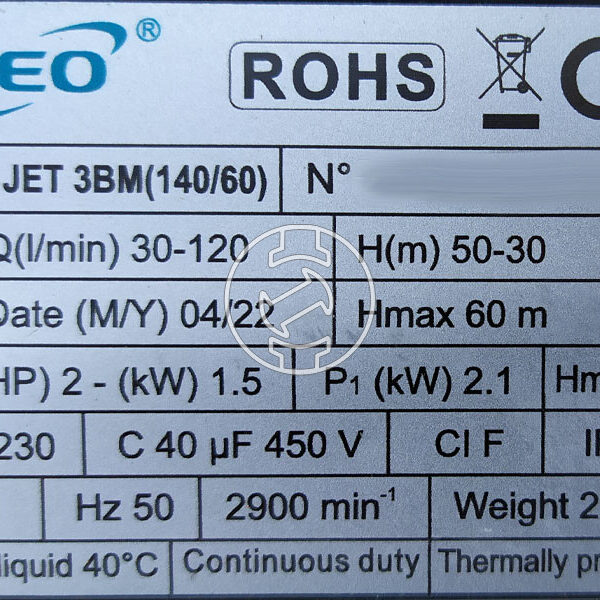 EO® ROHS
JET 3BM(140/60) N°
Q(l/min) 30-120 H(m) 50-30
Date (M/Y) 04/22 Hmax 60 m
HP) 2 - (kW) 1.5 P1 (kW) 2.1 Hm
230 C 40 µF 450 V Cl F
Hz 50 2900 min-1 Weight 2
liquid 40°C Continuous duty Thermally pr